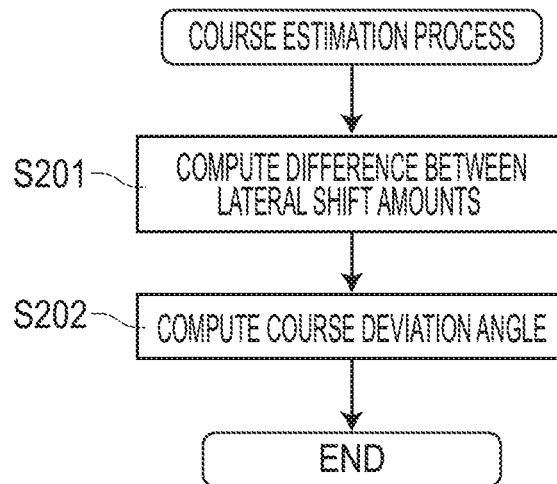 COURSE ESTIMATION PROCESS
S201
COMPUTE DIFFERENCE BETWEEN
LATERAL SHIFT AMOUNTS
S202
COMPUTE COURSE DEVIATION ANGLE
END